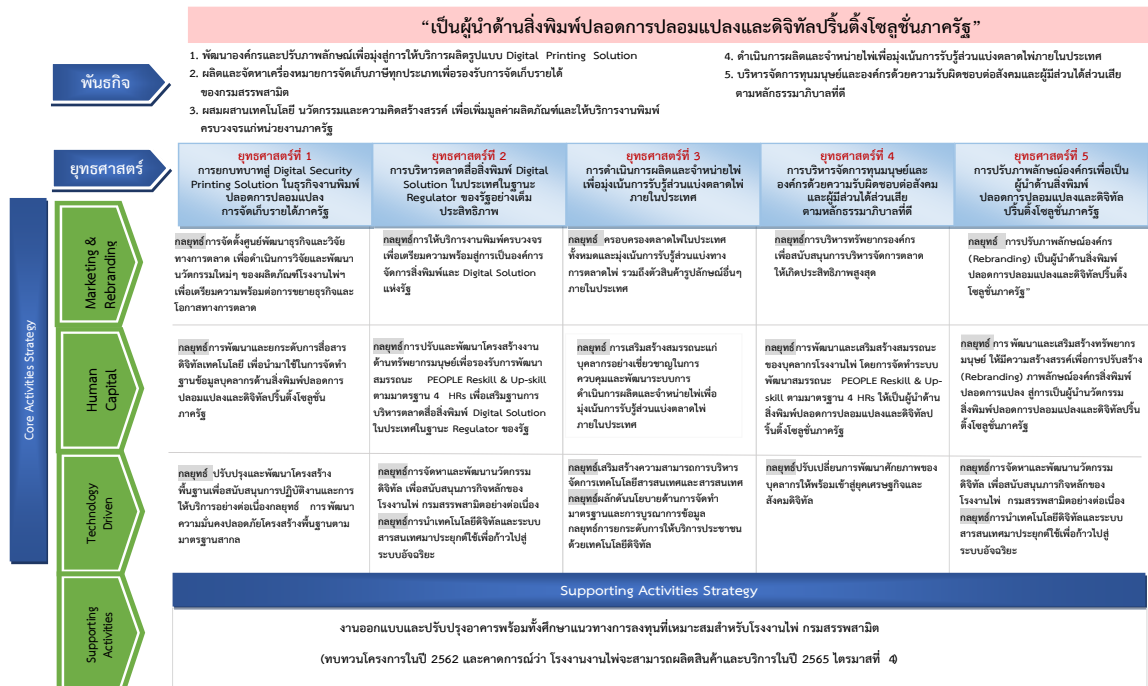 “เป็นผู้นำด้านสิ่งพิมพ์ปลอดการปลอมแปลงและดิจิทัลปริ้นติ้งโซลูชั่นภาครัฐ”
พันธกิจ
1. พัฒนาองค์กรและปรับภาพลักษณ์เพื่อมุ่งสู่การให้บริการผลิตรูปแบบ Digital Printing Solution
2. ผลิตและจัดหาเครื่องหมายการจัดเก็บภาษีทุกประเภทเพื่อรองรับการจัดเก็บรายได้
ของกรมสรรพสามิต
3. ผสมผสานเทคโนโลยี นวัตกรรมและความคิดสร้างสรรค์ เพื่อเพิ่มมูลค่าผลิตภัณฑ์และให้บริการงานพิมพ์
ครบวงจรแก่หน่วยงานภาครัฐ
4. ดำเนินการผลิตและจำหน่ายไพ่เพื่อมุ่งเน้นการรับรู้ส่วนแบ่งตลาดไพ่ภายในประเทศ
5. บริหารจัดการทุนมนุษย์และองค์กรด้วยความรับผิดชอบต่อสังคมและผู้มีส่วนได้ส่วนเสีย
ตามหลักธรรมาภิบาลที่ดี
ยุทธศาสตร์
ยุทธศาสตร์ที่ 1
การยกบทบาทสู่ Digital Security
Printing Solution ในธุรกิจงานพิมพ์
ปลอดการปลอมแปลง
การจัดเก็บรายได้ภาครัฐ
ยุทธศาสตร์ที่ 2
การบริหารตลาดสื่อสิ่งพิมพ์ Digital
Solution ในประเทศในฐานะ
Regulator ของรัฐอย่างเต็ม
ประสิทธิภาพ
ยุทธศาสตร์ที่ 3
การดำเนินการผลิตและจำหน่ายไพ่
เพื่อมุ่งเน้นการรับรู้ส่วนแบ่งตลาดไพ่
ภายในประเทศ
ยุทธศาสตร์ที่ 4
การบริหารจัดการทุนมนุษย์และ
องค์กรด้วยความรับผิดชอบต่อสังคม
และผู้มีส่วนได้ส่วนเสีย
ตามหลักธรรมาภิบาลที่ดี
ยุทธศาสตร์ที่ 5
การปรับภาพลักษณ์องค์กรเพื่อเป็น
ผู้นำด้านสิ่งพิมพ์
ปลอดการปลอมแปลงและดิจิทัล
ปริ้นติ้งโซลูชั่นภาครัฐ
Core Activities Strategy
Marketing &
Rebranding
กลยุทธ์การจัดตั้งศูนย์พัฒนาธุรกิจและวิจัย
ทางการตลาด เพื่อดำเนินการวิจัยและพัฒนา
นวัตกรรมใหม่ๆ ของผลิตภัณฑ์โรงงานไพ่ฯ
เพื่อเตรียมความพร้อมต่อการขยายธุรกิจและ
โอกาสทางการตลาด
กลยุทธ์การให้บริการงานพิมพ์ครบวงจร
เพื่อเตรียมความพร้อมสู่การเป็นองค์การ
จัดการสิ่งพิมพ์และ Digital Solution
แห่งรัฐ
กลยุทธ์ ครอบครองตลาดไพ่ในประเทศ
ทั้งหมดและมุ่งเน้นการรับรู้ส่วนแบ่งทาง
การตลาดไพ่ รวมถึงตัวสินค้ารูปลักษณ์อื่นๆ
ภายในประเทศ
กลยุทธ์การบริหารทรัพยากรองค์กร
เพื่อสนับสนุนการบริหารจัดการตลาด
ให้เกิดประสิทธิภาพสูงสุด
กลยุทธ์ การปรับภาพลักษณ์องค์กร
(Rebranding) เป็นผู้นำด้านสิ่งพิมพ์
ปลอดการปลอมแปลงและดิจิทัลปริ้นติ้ง
โซลูชั่นภาครัฐ”
Human
Capital
กลยุทธ์การพัฒนาและยกระดับการสื่อสาร
ดิจิทัลเทคโนโลยี เพื่อนำมาใช้ในการจัดทำ
ฐานข้อมูลบุคลากรด้านสิ่งพิมพ์ปลอดการ
ปลอมแปลงและดิจิทัลปริ้นติ้งโซลูชั่น
ภาครัฐ
กลยุทธ์การปรับและพัฒนาโครงสร้างงาน
ด้านทรัพยากรมนุษย์เพื่อรองรับการพัฒนา
สมรรถนะ PEOPLE Reskill & Up-skill
ตามมาตรฐาน 4 HRs เพื่อเสริมฐานการ
บริหารตลาดสื่อสิ่งพิมพ์ Digital Solution
ในประเทศในฐานะ Regulator ของรัฐ
กลยุทธ์ การเสริมสร้างสมรรถนะแก่
บุคลากรอย่างเชี่ยวชาญในการ
ควบคุมและพัฒนาระบบการ
ดำเนินการผลิตและจำหน่ายไพ่เพื่อ
มุ่งเน้นการรับรู้ส่วนแบ่งตลาดไพ่
ภายในประเทศ
กลยุทธ์การพัฒนาและเสริมสร้างสมรรถนะ
ของบุคลากรโรงงานไพ่ โดยการจัดทำระบบ
พัฒนาสมรรถนะ PEOPLE Reskill & Up-
skill ตามมาตรฐาน 4 HRs ให้เป็นผู้นำด้าน
สิ่งพิมพ์ปลอดการปลอมแปลงและดิจิทัลป
ริ้นติ้งโซลูชั่นภาครัฐ
กลยุทธ์ การพัฒนาและเสริมสร้างทรัพยากร
มนุษย์ ให้มีความสร้างสรรค์เพื่อการปรับสร้าง
(Rebranding) ภาพลักษณ์องค์กรสิ่งพิมพ์
ปลอดการแปลง สู่การเป็นผู้นำนวัตกรรม
สิ่งพิมพ์ปลอดการปลอมแปลงและดิจิทัลปริ้น
ติ้งโซลูชั่นภาครัฐ
Technology
Driven
กลยุทธ์ ปรับปรุงและพัฒนาโครงสร้าง
พื้นฐานเพื่อสนับสนุนการปฏิบัติงานและการ
ให้บริการอย่างต่อเนื่องกลยุทธ์ การพัฒนา
ความมั่นคงปลอดภัยโครงสร้างพื้นฐานตาม
มาตรฐานสากล
กลยุทธ์การจัดหาและพัฒนานวัตกรรม
ดิจิทัล เพื่อสนับสนุนภารกิจหลักของ
โรงงานไพ่ กรมสรรพสามิตอย่างต่อเนื่อง
กลยุทธ์การนำเทคโนโลยีดิจิทัลและระบบ
สารสนเทศมาประยุกต์ใช้เพื่อก้าวไปสู่
ระบบอัจฉริยะ
กลยุทธ์เสริมสร้างความสามารถการบริหาร
จัดการเทคโนโลยีสารสนเทศและสารสนเทศ
กลยุทธ์ผลักดันนโยบายด้านการจัดทำ
มาตรฐานและการบูรณาการข้อมูล
กลยุทธ์การยกระดับการให้บริการประชาชน
ด้วยเทคโนโลยีดิจิทัล
กลยุทธ์ปรับเปลี่ยนการพัฒนาศักยภาพของ
บุคลากรให้พร้อมเข้าสู่ยุคเศรษฐกิจและ
สังคมดิจิทัล
กลยุทธ์การจัดหาและพัฒนานวัตกรรม
ดิจิทัล เพื่อสนับสนุนภารกิจหลักของ
โรงงานไพ่ กรมสรรพสามิตอย่างต่อเนื่อง
กลยุทธ์การนำเทคโนโลยีดิจิทัลและระบบ
สารสนเทศมาประยุกต์ใช้เพื่อก้าวไปสู่
ระบบอัจฉริยะ
Supporting
Activities
Supporting Activities Strategy
งานออกแบบและปรับปรุงอาคารพร้อมทั้งศึกษาแนวทางการลงทุนที่เหมาะสมสำหรับโรงงานไพ่ กรมสรรพสามิต
(ทบทวนโครงการในปี 2562 และคาดการณ์ว่า โรงงานงานไพ่จะสามารถผลิตสินค้าและบริการในปี 2565 ไตรมาสที่ 4)